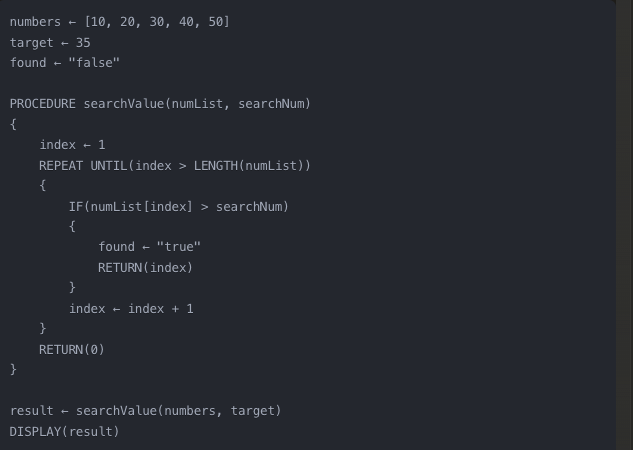 numbers ← [10, 20, 30, 40, 50]
target ← 35
found ← "false"

PROCEDURE searchValue(numList, searchNum)
{
    index ← 1
    REPEAT UNTIL(index > LENGTH(numList))
    {
        IF(numList[index] > searchNum)
        {
            found ← "true"
            RETURN(index)
        }
        index ← index + 1
    }
    RETURN(0)
}

result ← searchValue(numbers, target)
DISPLAY(result)